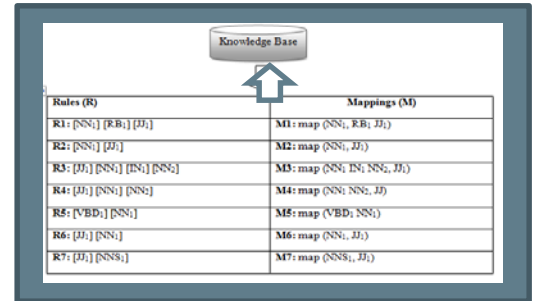 Knowledge Base
Rules (R) Mappings (M)
R1: [NN₁] [RB₁] [JJ₁] M1: map (NN₁, RB₁ JJ₁)
R2: [NN₁] [JJ₁] M2: map (NN₁, JJ₁)
R3: [JJ₁] [NN₁] [IN₁] [NN₂] M3: map (NN₁ IN₁ NN₂, JJ₁)
R4: [JJ₁] [NN₁] [NN₂] M4: map (NN₁ NN₂, JJ)
R5: [VBD₁] [NN₁] M5: map (VBD₁ NN₁)
R6: [JJ₁] [NN₁] M6: map (NN₁, JJ₁)
R7: [JJ₁] [NNS₁] M7: map (NNS₁, JJ₁)